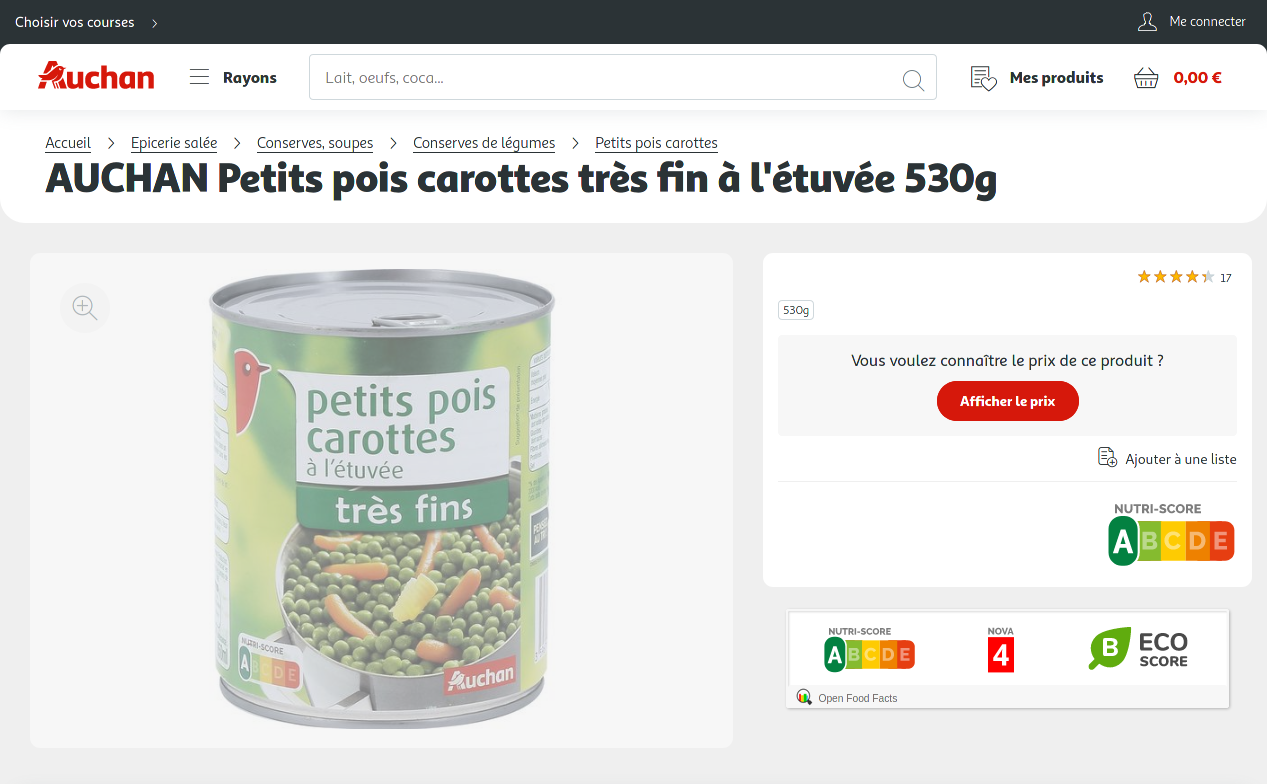 Choisir vos courses
Me connecter
Auchan
Rayons
Lait, oeufs, coca...
Mes produits
0,00 €
Accueil > Epicerie salée > Conserves, soupes > Conserves de légumes > Petits pois carottes
AUCHAN Petits pois carottes très fin à l'étuvée 530g
petits pois
carottes
à l'étuvée
très fins
NUTRI-SCORE
A B C D E
Auchan
17
530g
Vous voulez connaître le prix de ce produit ?
Afficher le prix
Ajouter à une liste
NUTRI-SCORE
A B C D E
NUTRI-SCORE
A B C D E
NOVA
4
B
ECO
SCORE
Open Food Facts